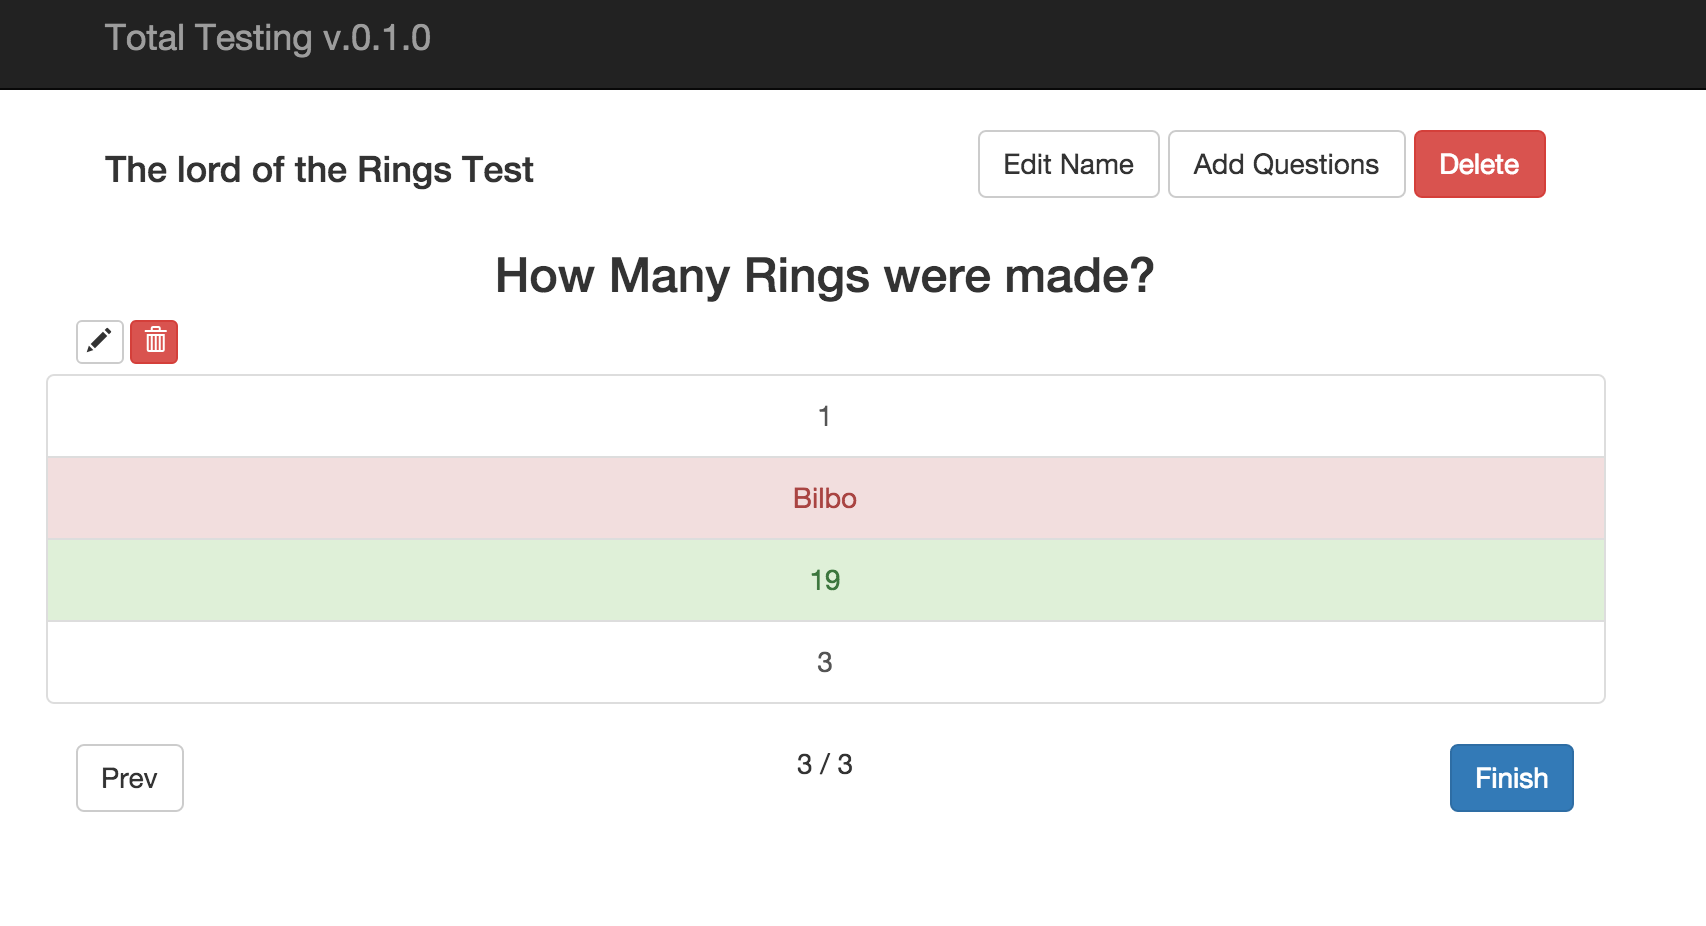 Total Testing v.0.1.0
The lord of the Rings Test
Edit Name
Add Questions
Delete
How Many Rings were made?
1
Bilbo
19
3
Prev
3 / 3
Finish